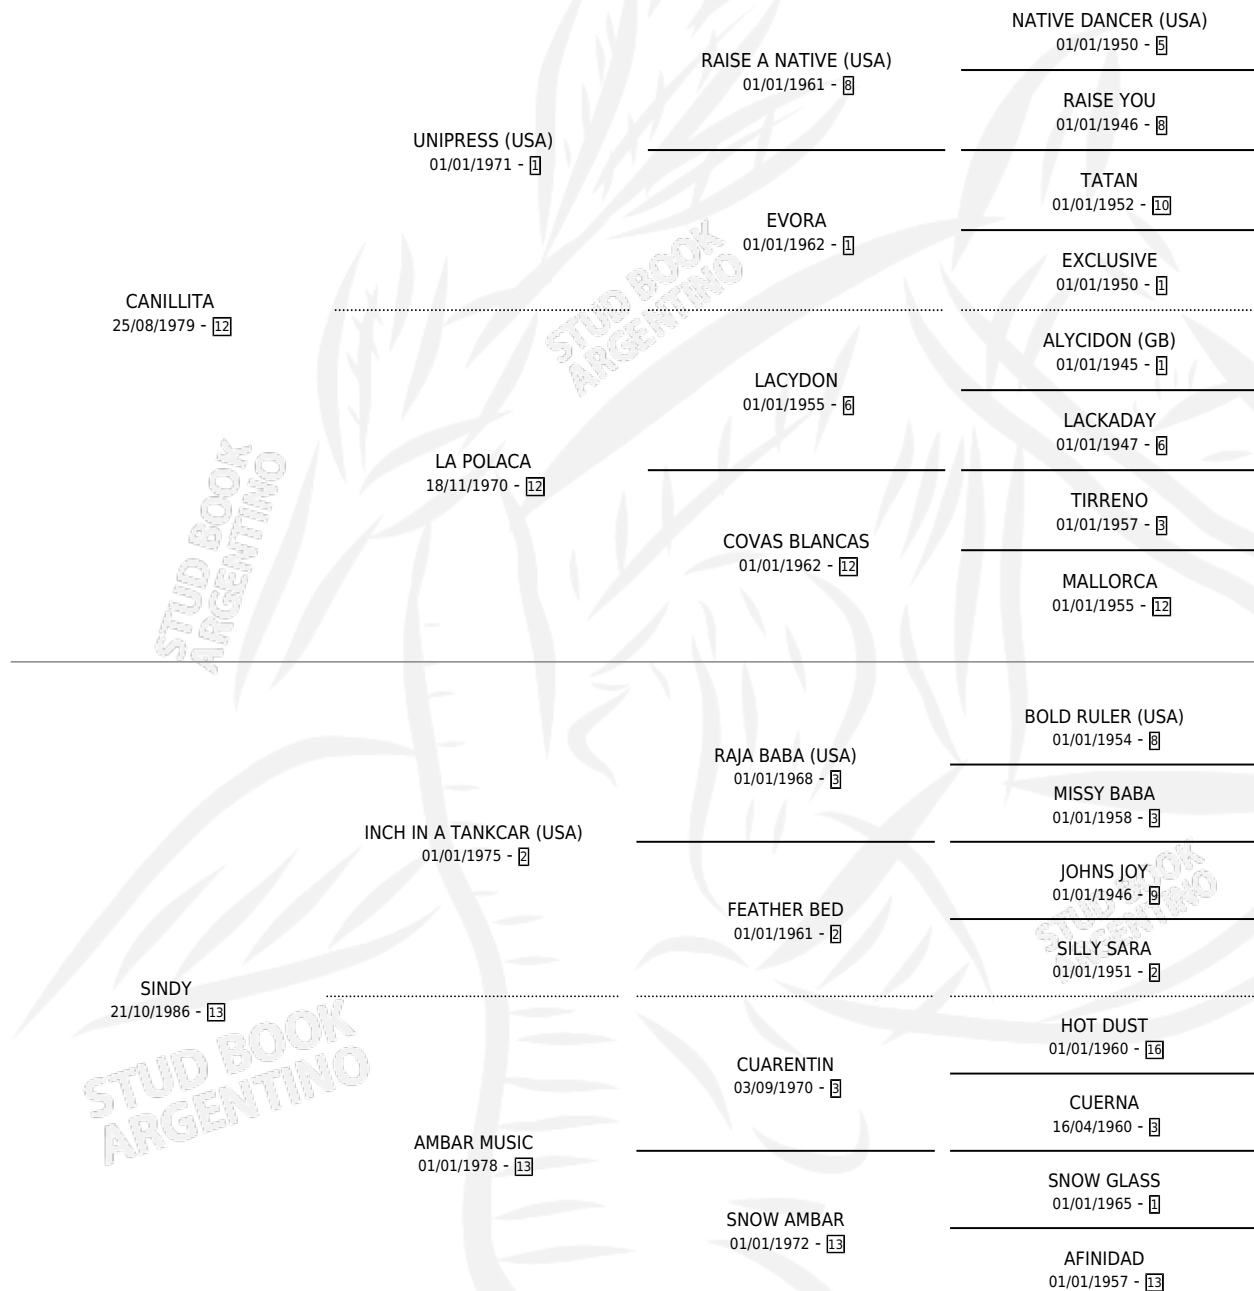 NATIVE DANCER (USA)
01/01/1950 - 5
RAISE A NATIVE (USA)
01/01/1961 - 8
RAISE YOU
01/01/1946 - 8
UNIPRESS (USA)
01/01/1971 - 1
TATAN
01/01/1952 - 10
EVORA
01/01/1962 - 1
EXCLUSIVE
01/01/1950 - 1
CANILLITA
25/08/1979 - 12
ALYCIDON (GB)
01/01/1945 - 1
LACYDON
01/01/1955 - 6
LACKADAY
01/01/1947 - 6
LA POLACA
18/11/1970 - 12
TIRRENO
01/01/1957 - 3
COVAS BLANCAS
01/01/1962 - 12
MALLORCA
01/01/1955 - 12
BOLD RULER (USA)
01/01/1954 - 8
RAJA BABA (USA)
01/01/1968 - 3
MISSY BABA
01/01/1958 - 3
INCH IN A TANKCAR (USA)
01/01/1975 - 2
JOHNS JOY
01/01/1946 - 9
FEATHER BED
01/01/1961 - 2
SILLY SARA
01/01/1951 - 2
SINDY
21/10/1986 - 13
HOT DUST
01/01/1960 - 16
CUARENTIN
03/09/1970 - 3
CUERNA
16/04/1960 - 3
AMBAR MUSIC
01/01/1978 - 13
SNOW GLASS
01/01/1965 - 1
SNOW AMBAR
01/01/1972 - 13
AFINIDAD
01/01/1957 - 13
STUD BOOK
ARGENTINO
STUD BOOK
ARGENTINO
STUD BOOK
ARGENTINO
STUD BOOK
ARGENTINO